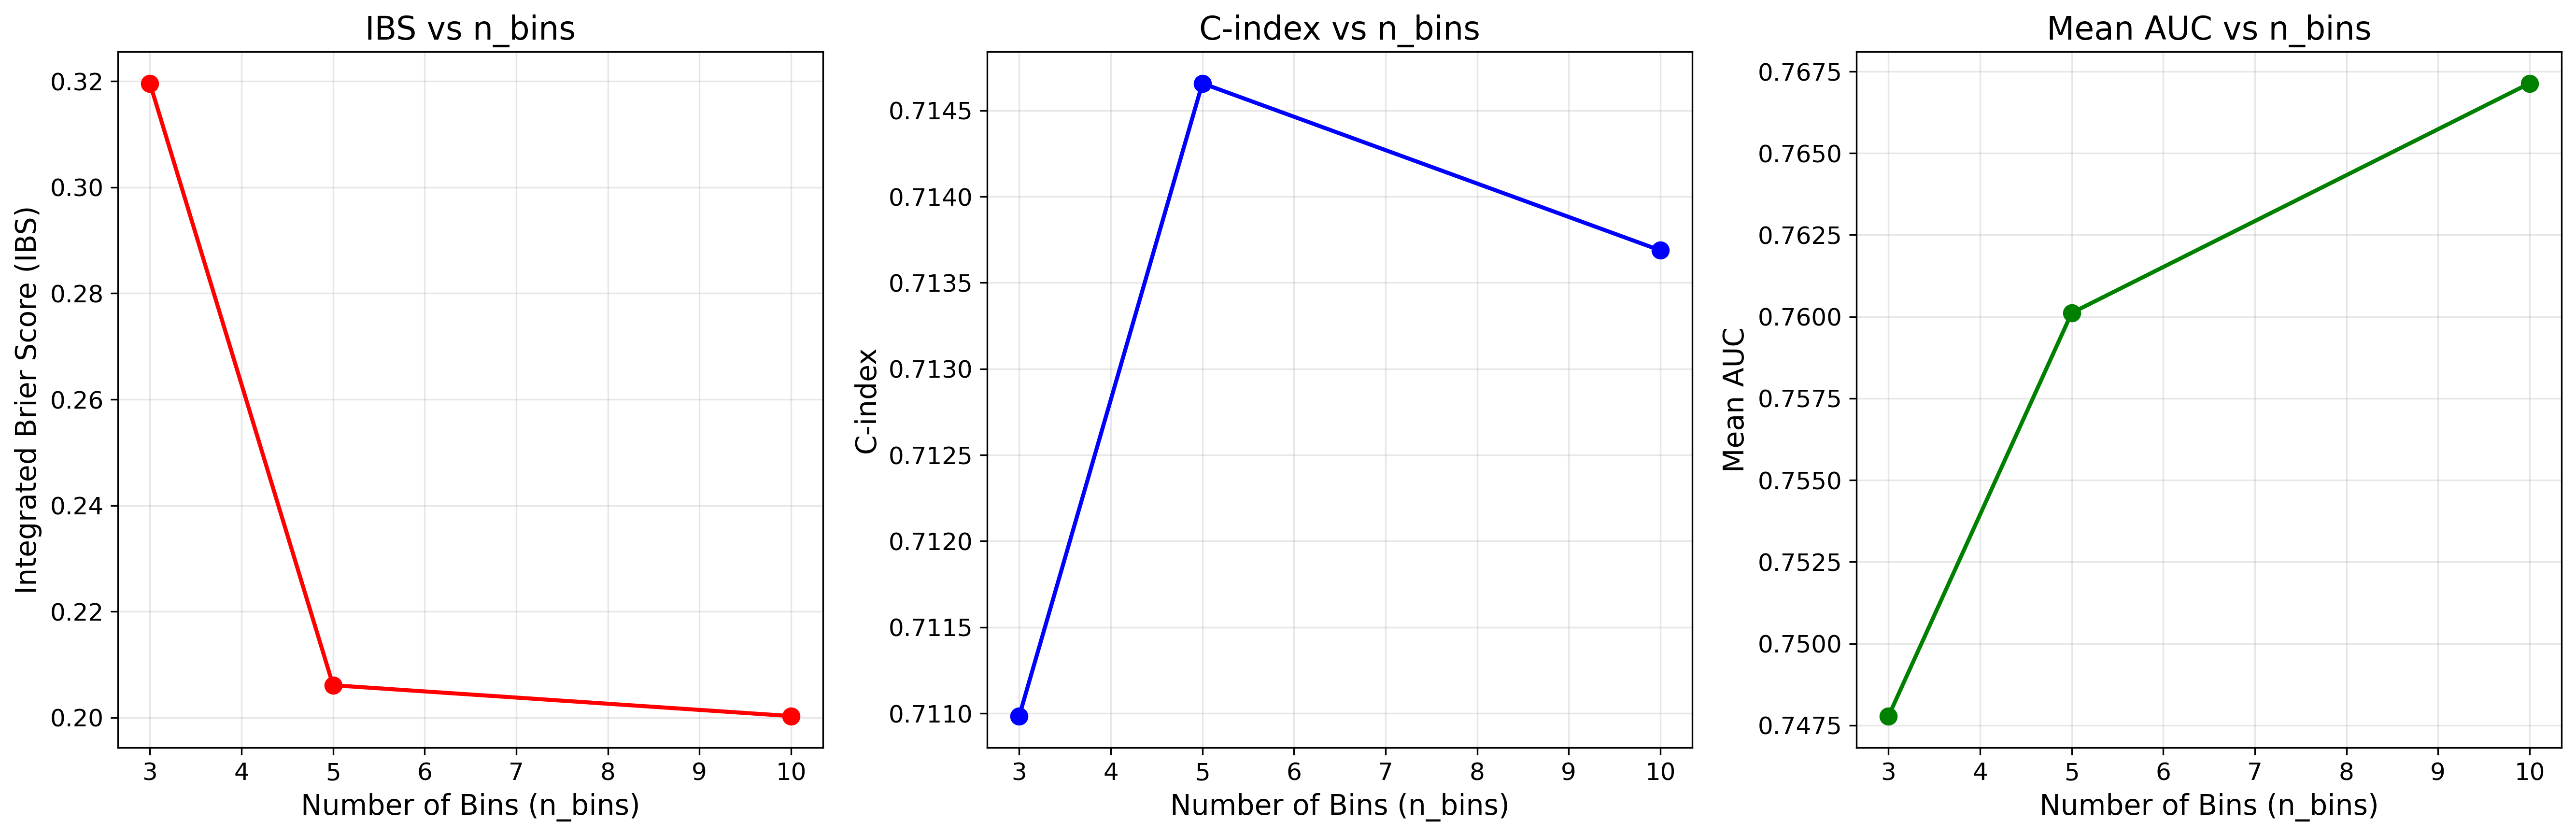 IBS vs n_bins
Integrated Brier Score (IBS)
0.32
0.30
0.28
0.26
0.24
0.22
0.20
3 4 5 6 7 8 9 10
Number of Bins (n_bins)
C-index vs n_bins
C-index
0.7145
0.7140
0.7135
0.7130
0.7125
0.7120
0.7115
0.7110
3 4 5 6 7 8 9 10
Number of Bins (n_bins)
Mean AUC vs n_bins
Mean AUC
0.7675
0.7650
0.7625
0.7600
0.7575
0.7550
0.7525
0.7500
0.7475
3 4 5 6 7 8 9 10
Number of Bins (n_bins)